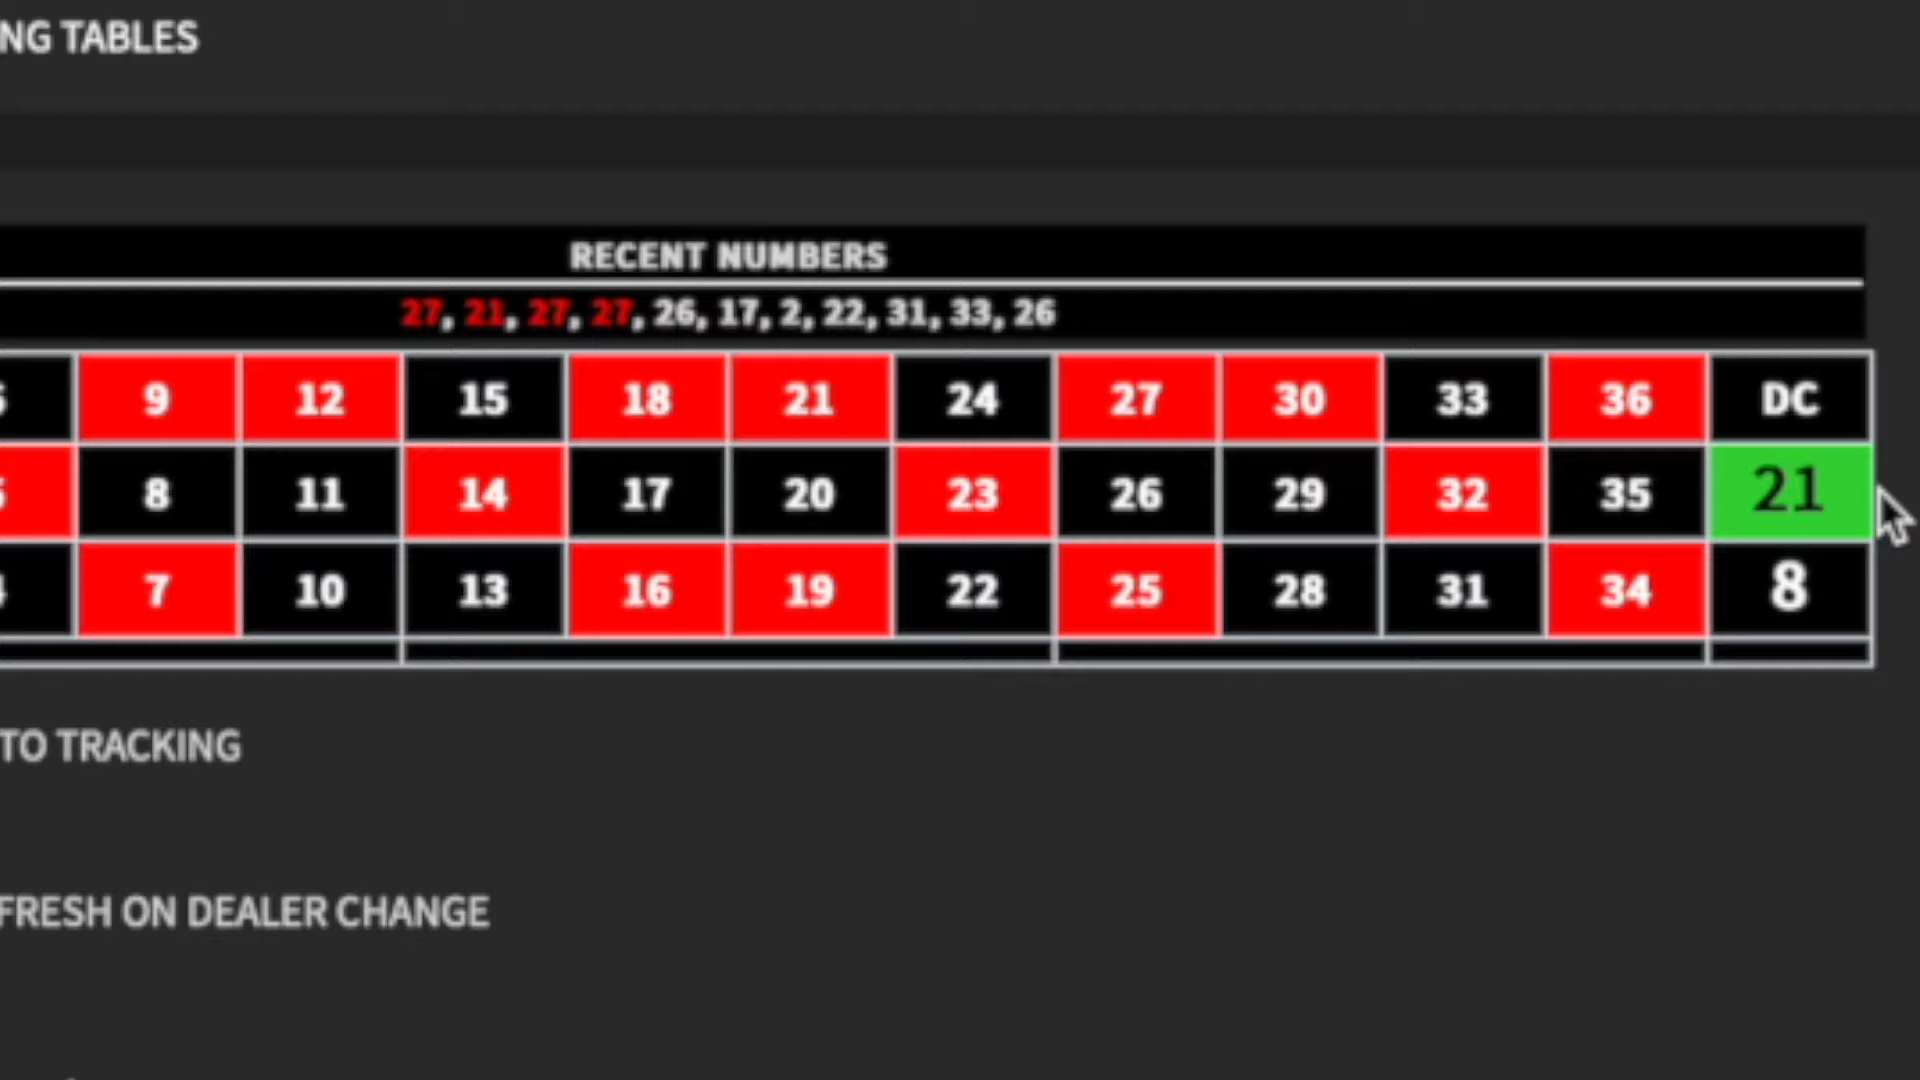 NG TABLES
RECENT NUMBERS
27, 21, 27, 27, 26, 17, 2, 22, 31, 33, 26
9 12 15 18 21 24 27 30 33 36 DC
8 11 14 17 20 23 26 29 32 35 21
7 10 13 16 19 22 25 28 31 34 8
TO TRACKING
FRESH ON DEALER CHANGE